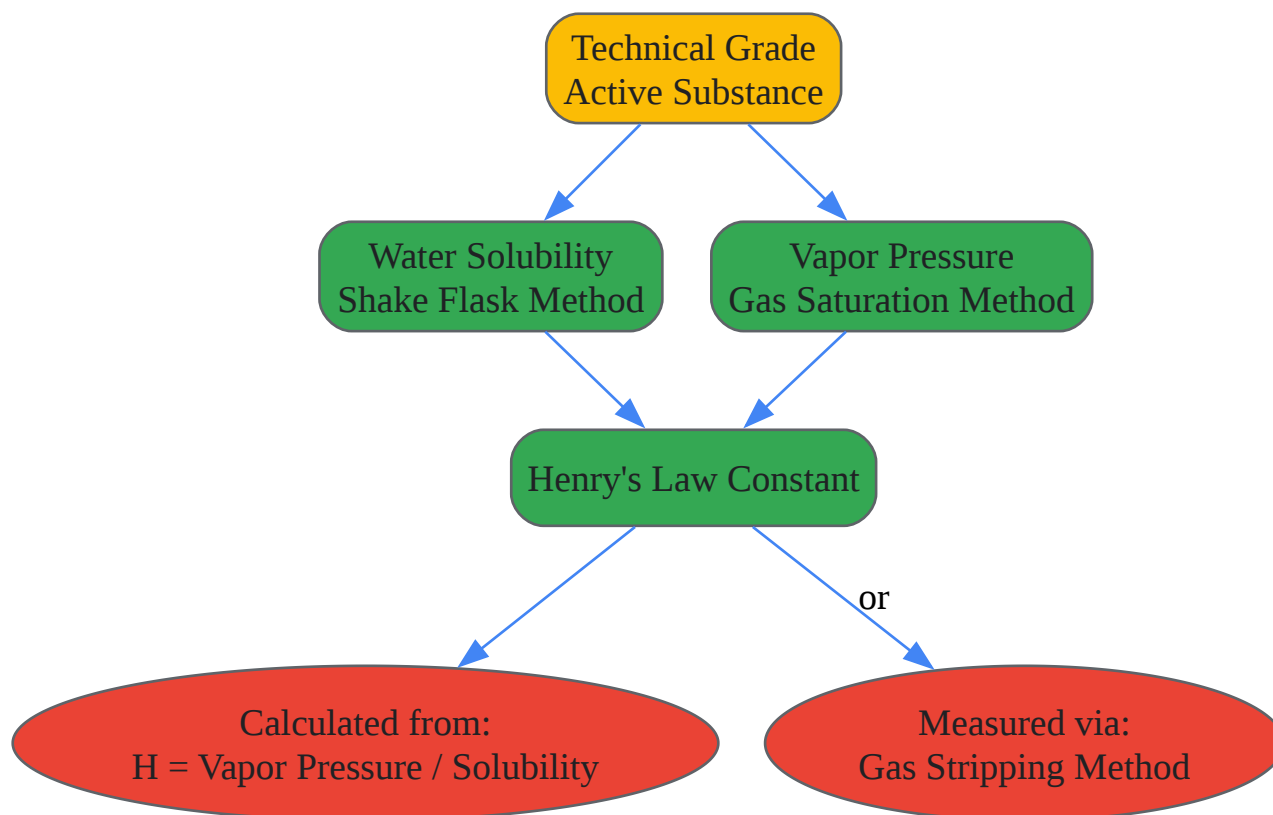 Technical Grade
Active Substance
Water Solubility
Shake Flask Method
Vapor Pressure
Gas Saturation Method
Henry's Law Constant
or
Calculated from:
H = Vapor Pressure / Solubility
Measured via:
Gas Stripping Method